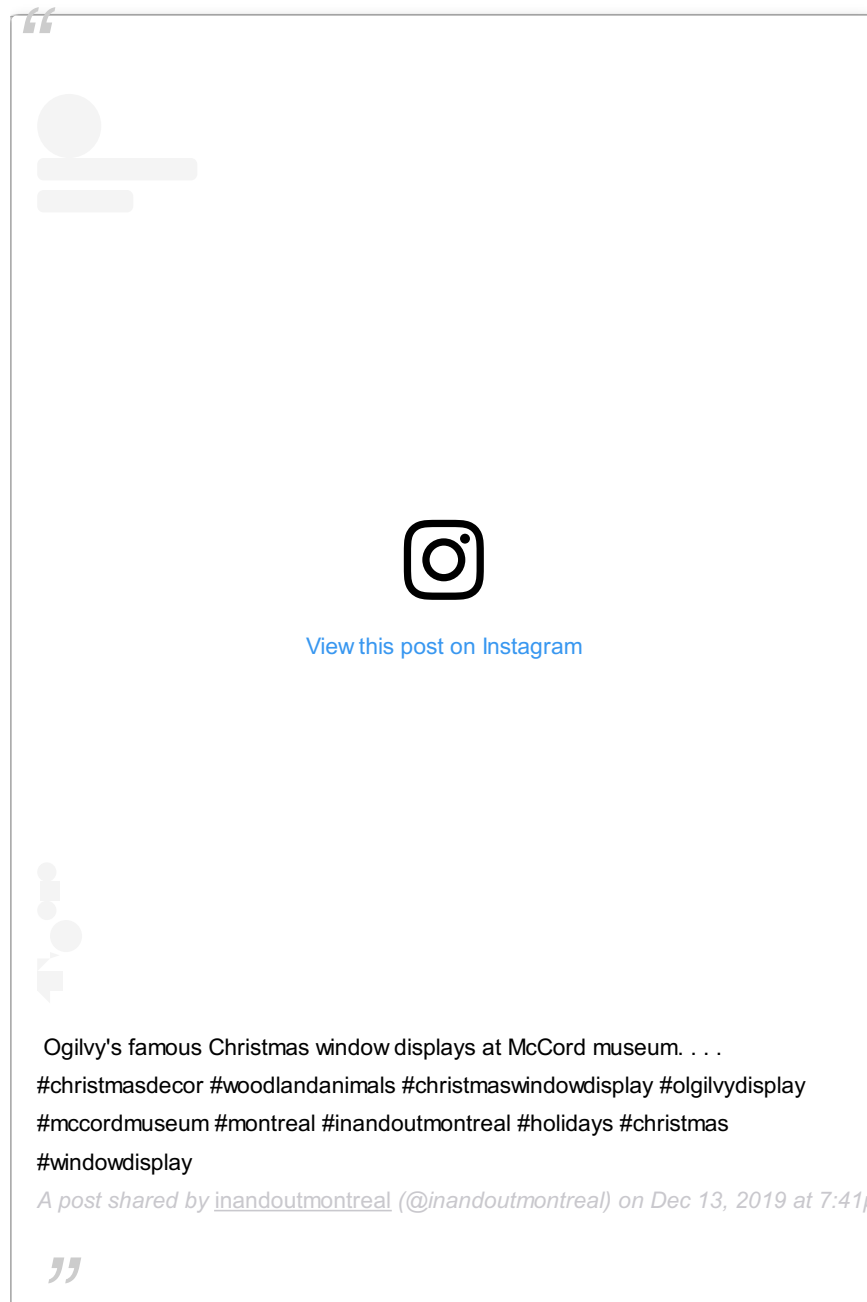 “
View this post on Instagram
Ogilvy's famous Christmas window displays at McCord museum. . . .
#christmasdecor #woodlandanimals #christmaswindowdisplay #olgilvydisplay
#mccordmuseum #montreal #inandoutmontreal #holidays #christmas
#windowdisplay
A post shared by inandoutmontreal (@inandoutmontreal) on Dec 13, 2019 at 7:41p
”